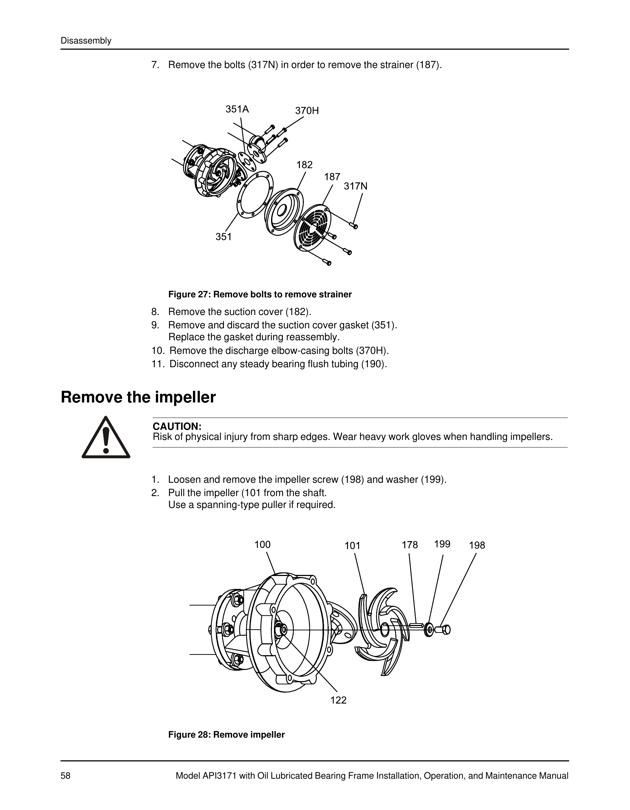 Disassembly
7. Remove the bolts (317N) in order to remove the strainer (187).
351A
370H
182
187
317N
351
Figure 27: Remove bolts to remove strainer
8. Remove the suction cover (182).
9. Remove and discard the suction cover gasket (351).
Replace the gasket during reassembly.
10. Remove the discharge elbow-casing bolts (370H).
11. Disconnect any steady bearing flush tubing (190).
Remove the impeller
CAUTION:
Risk of physical injury from sharp edges. Wear heavy work gloves when handling impellers.
1. Loosen and remove the impeller screw (198) and washer (199).
2. Pull the impeller (101 from the shaft.
Use a spanning-type puller if required.
100
101
178
199
198
122
Figure 28: Remove impeller
58
Model API3171 with Oil Lubricated Bearing Frame Installation, Operation, and Maintenance Manual